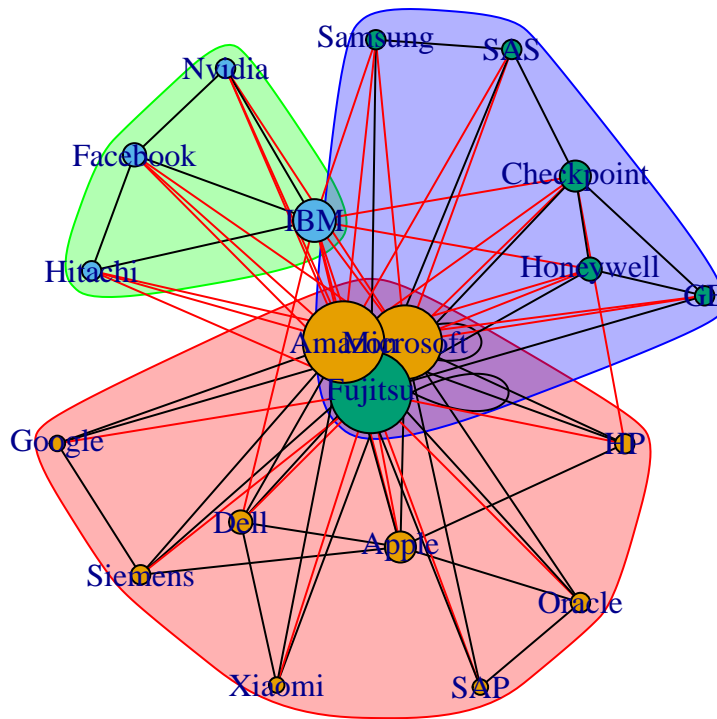 Samsung
SAS
Nvidia
Facebook
Checkpoint
IBM
Hitachi
Honeywell
GE
Amazon
Microsoft
Fujitsu
Google
HP
Dell
Apple
Siemens
Oracle
Xiaomi
SAP